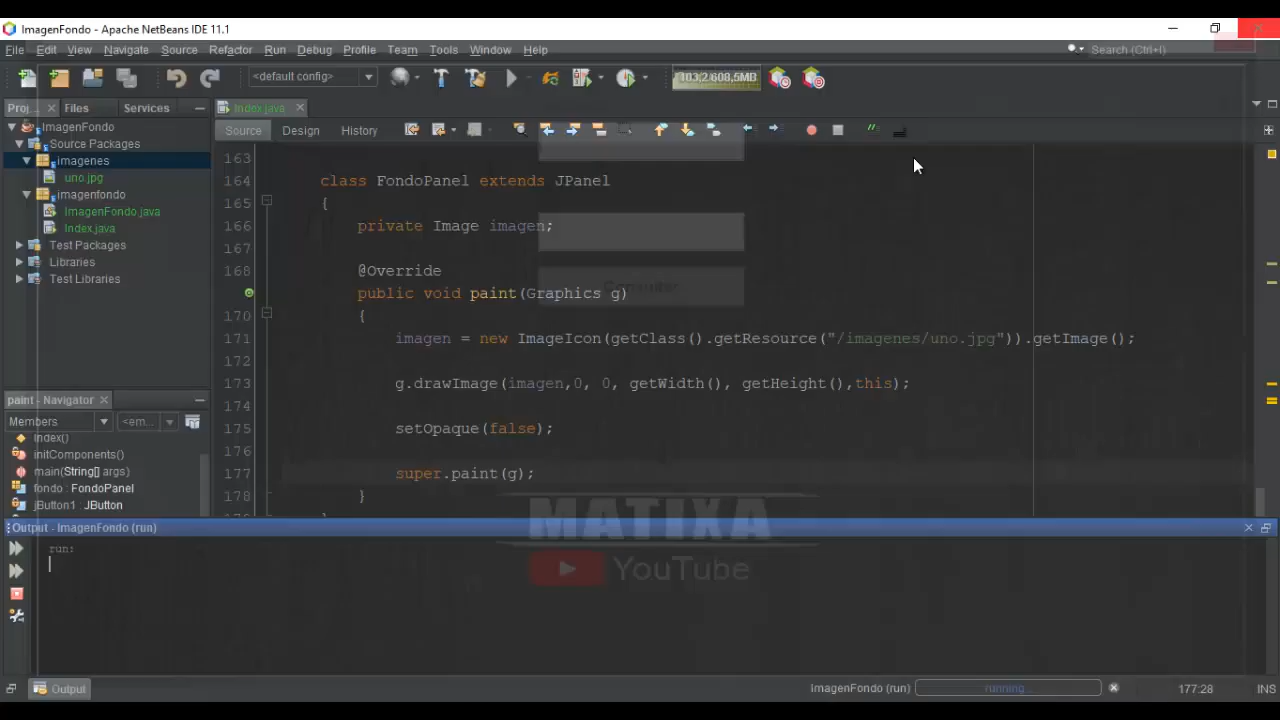 ImagenFondo - Apache NetBeans IDE 11.1
File Edit View Navigate Source Refactor Run Debug Profile Team Tools Window Help
Search (Ctrl+I)
<default config>
103,2/608,5MB
Proj... Files Services
Index.java
Source Design History
ImagenFondo
Source Packages
imagenes
uno.jpg
imagenfondo
ImagenFondo.java
Index.java
Test Packages
Libraries
Test Libraries
163
164 class FondoPanel extends JPanel
165 {
166 private Image imagen;
167
168 @Override
public void paint(Graphics g)
170 {
171 imagen = new ImageIcon(getClass().getResource("/imagenes/uno.jpg")).getImage();
172
173 g.drawImage(imagen,0, 0, getWidth(), getHeight(),this);
174
175 setOpaque(false);
176
177 super.paint(g);
178 }
Consultar
paint - Navigator
Members <em...
Index()
initComponents()
main(String[] args)
fondo : FondoPanel
jButton1 : JButton
MATIXA
YouTube
Output - ImagenFondo (run)
run:
Output
ImagenFondo (run) running...
177:28 INS